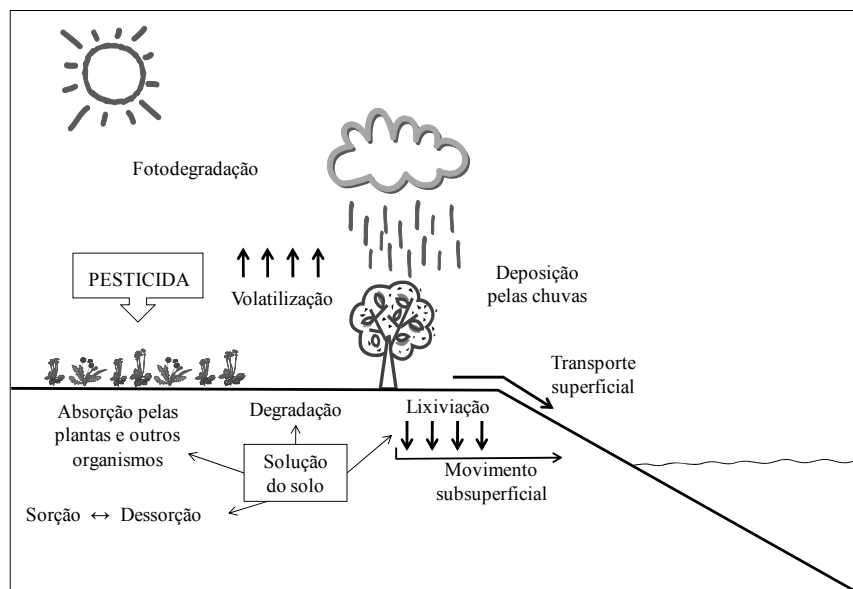 Fotodegradação
PESTICIDA
Volatilização
Deposição
pelas chuvas
Transporte
superficial
Absorção pelas
plantas e outros
organismos
Degradação
Lixiviação
Solução
do solo
Movimento
subsuperficial
Sorção ↔ Dessorção